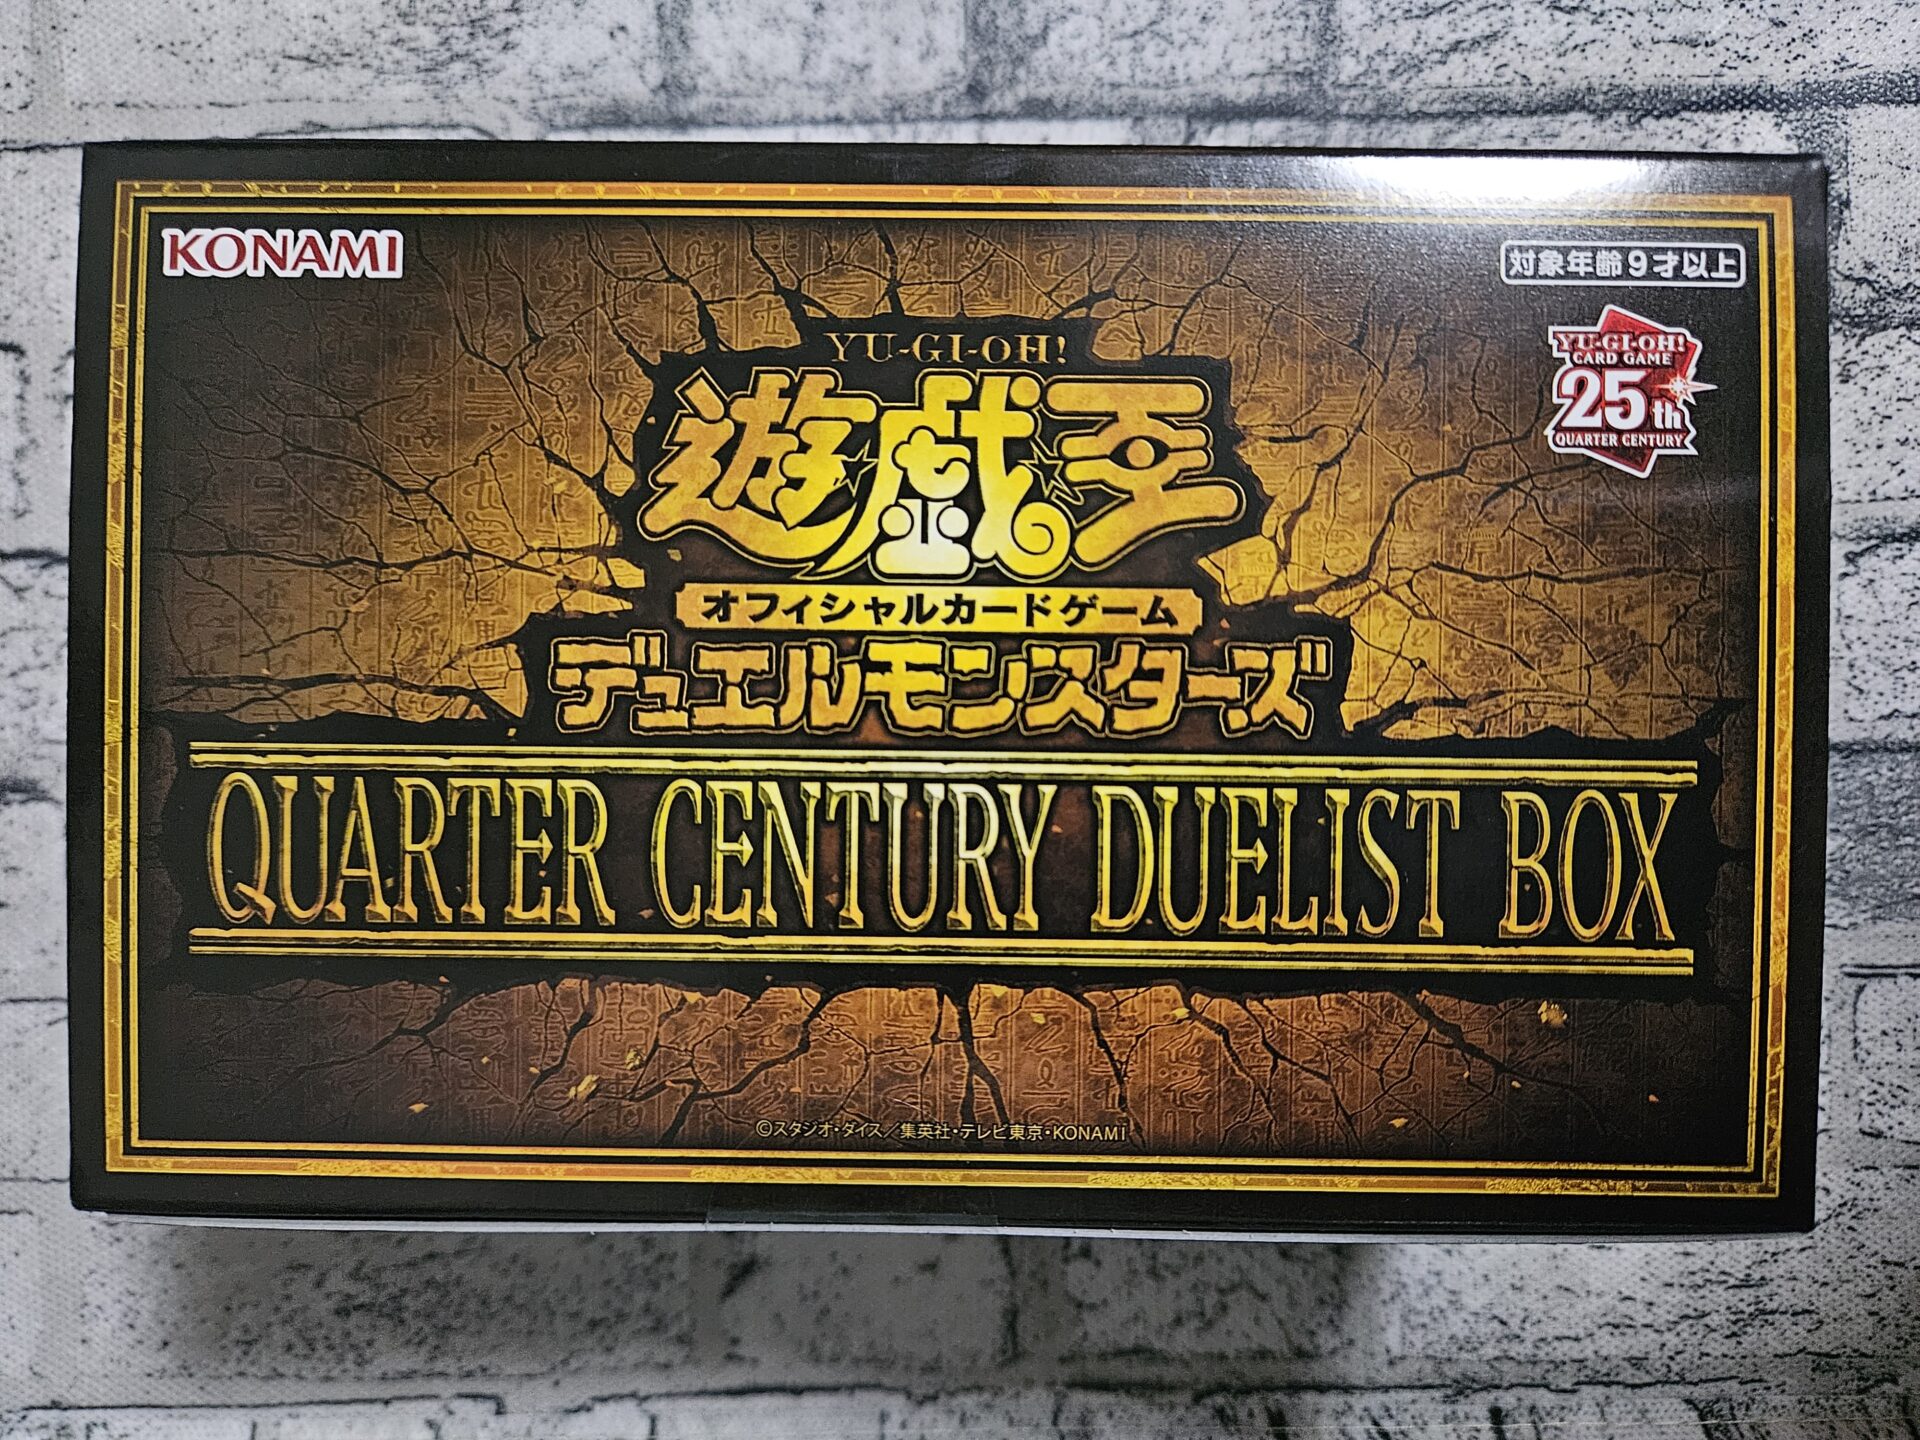 KONAMI
対象年齢9才以上
YU-GI-OH!
CARD GAME
25th
QUARTER CENTURY
YU-GI-OH!
遊戯王
オフィシャルカードゲーム
デュエルモンスターズ
QUARTER CENTURY DUELIST BOX
©スタジオ・ダイス／集英社・テレビ東京・KONAMI